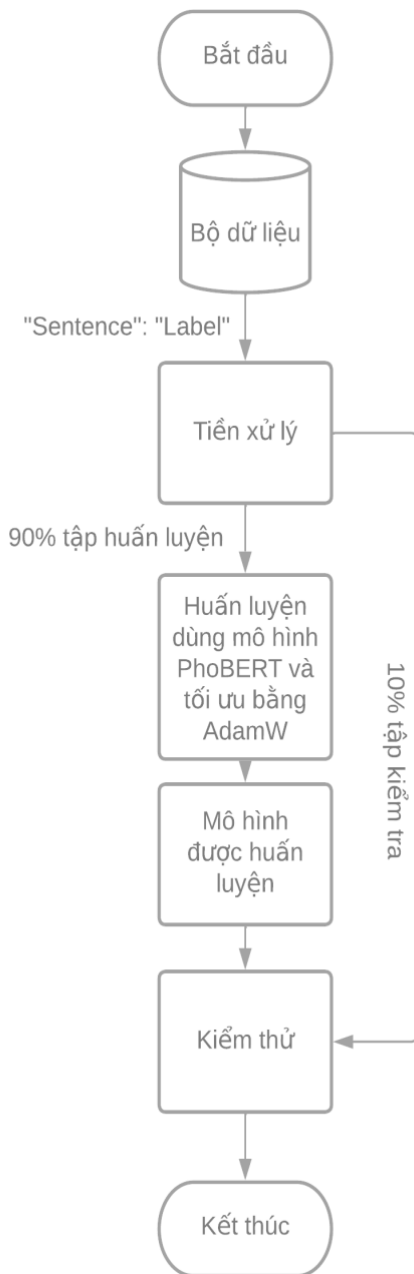 Bắt đầu
Bộ dữ liệu
"Sentence": "Label"
Tiền xử lý
90% tập huấn luyện
Huấn luyện
dùng mô hình
PhoBERT và
tối ưu bằng
AdamW
10% tập kiểm tra
Mô hình
được huấn
luyện
Kiểm thử
Kết thúc